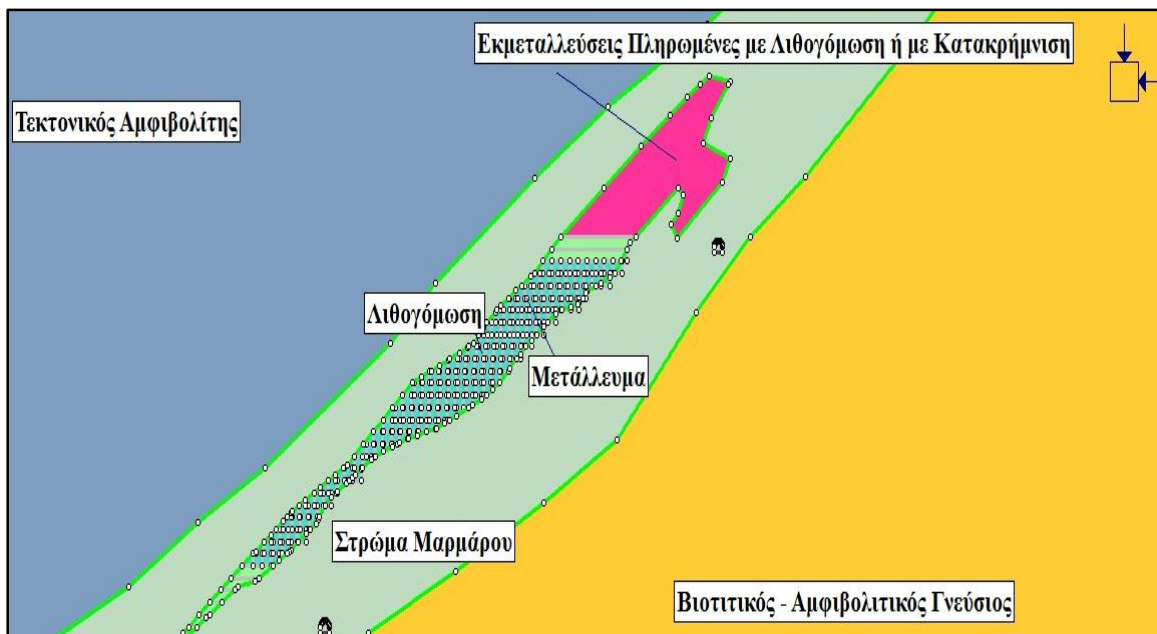 Εκμεταλλεύσεις Πληρωμένες με Λιθογόμωση ή με Κατακρήμνιση
Τεκτονικός Αμφιβολίτης
Λιθογόμωση
Μετάλλευμα
Στρώμα Μαρμάρου
Βιοτιτικός - Αμφιβολιτικός Γνεύσιος